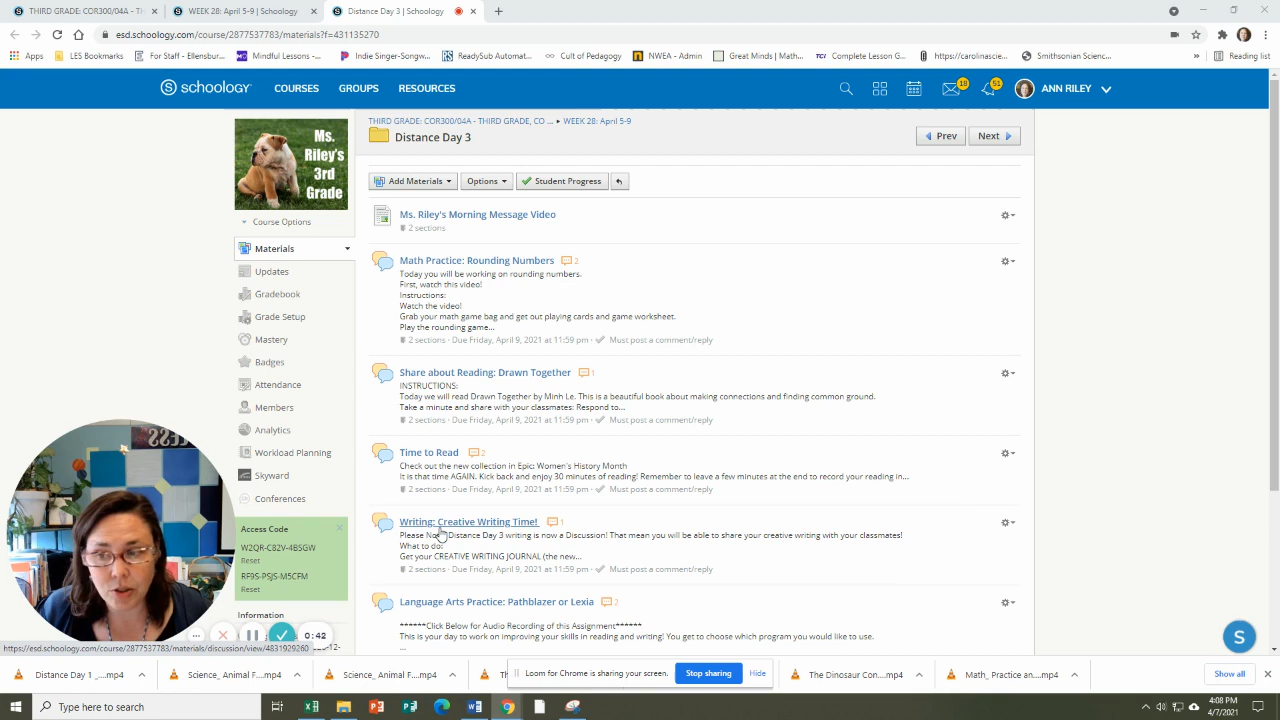 THIRD GRADE: COR300/04A - TH
WEEK 28: April 5-9 | Schoology
Distance Day 3 | Schoology
esd.schoology.com/course/2877537783/materials?f=431135270
Apps
LES Bookmarks
For Staff - Ellensbur...
Mindful Lessons -...
Indie Singer-Songw...
ReadySub Automat...
Cult of Pedagogy
NWEA - Admin
Great Minds | Math...
TCI Complete Lesson G...
https://carolinascie...
Smithsonian Scienc...
»
Reading list
S schoology
COURSES
GROUPS
RESOURCES
18
61
ANN RILEY
Ms.
Riley's
3rd
Grade
Course Options
Materials
Updates
Gradebook
Grade Setup
Mastery
Badges
Attendance
Members
Analytics
Workload Planning
Skyward
Conferences
Access Code
W2QR-C82V-4BSGW
Reset
RF9S-PSJS-M5CFM
Reset
Information
THIRD GRADE: COR300/04A - THIRD GRADE, CO ... ▸ WEEK 28: April 5-9
Distance Day 3
Prev
Next
Add Materials
Options
Student Progress
Ms. Riley's Morning Message Video
2 sections
Math Practice: Rounding Numbers 2
Today you will be working on rounding numbers.
First, watch this video!
Instructions:
Watch the video!
Grab your math game bag and get out playing cards and game worksheet.
Play the rounding game...
2 sections · Due Friday, April 9, 2021 at 11:59 pm · Must post a comment/reply
Share about Reading: Drawn Together 1
INSTRUCTIONS:
Today we will read Drawn Together by Minh Le. This is a beautiful book about making connections and finding common ground.
Take a minute and share with your classmates: Respond to...
2 sections · Due Friday, April 9, 2021 at 11:59 pm · Must post a comment/reply
Time to Read 2
Check out the new collection in Epic: Women's History Month
It is that time AGAIN. Kick back and enjoy 30 minutes of reading! Remember to leave a few minutes at the end to record your reading in...
2 sections · Due Friday, April 9, 2021 at 11:59 pm · Must post a comment/reply
Writing: Creative Writing Time! 1
Please No Distance Day 3 writing is now a Discussion! That mean you will be able to share your creative writing with your classmates!
What to do:
Get your CREATIVE WRITING JOURNAL (the new...
2 sections · Due Friday, April 9, 2021 at 11:59 pm · Must post a comment/reply
Language Arts Practice: Pathblazer or Lexia 2
******Click Below for Audio Recording of this Assignment******
This is your day to work on improving your skills in reading and writing! You get to choose which program you would like to use.
...
0:42
S
https://esd.schoology.com/course/2877537783/materials/discussion/view/4831929260
Distance Day 1 _....mp4
Science_ Animal F....mp4
Science_ Animal F....mp4
Loom for Chrome is sharing your screen.
Stop sharing
Hide
The Dinosaur Con....mp4
Math_ Practice an....mp4
Show all
Type here to search
4:08 PM
4/7/2021